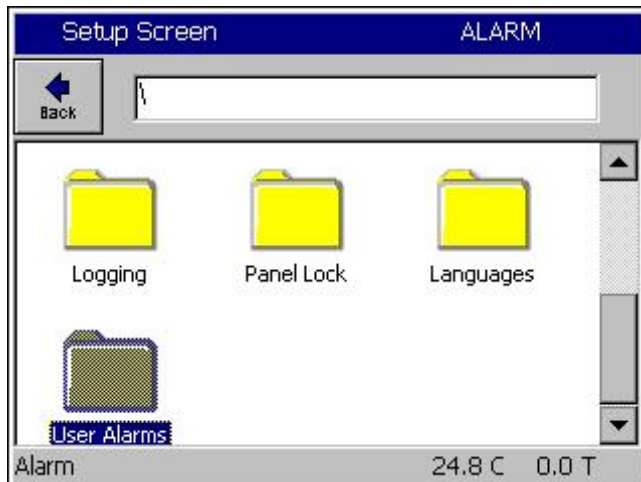 Setup Screen ALARM
Back
\
Logging Panel Lock Languages
User Alarms
Alarm 24.8 C 0.0 T